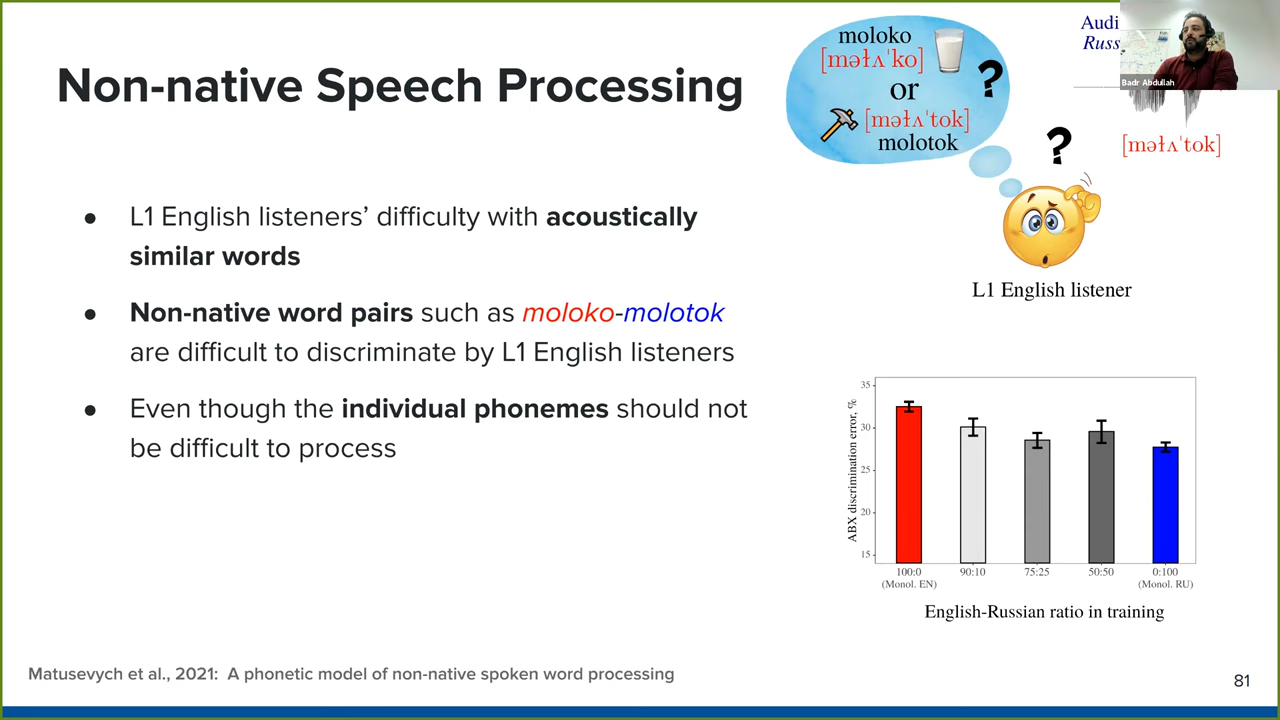 Non-native Speech Processing
● L1 English listeners’ difficulty with acoustically
similar words
● Non-native word pairs such as moloko-molotok
are difficult to discriminate by L1 English listeners
● Even though the individual phonemes should not
be difficult to process
moloko
[məɫʌˈko]
or
[məɫʌˈtok]
molotok
?
?
Audi
Russ
Badr Abdullah
[məɫʌˈtok]
L1 English listener
ABX discrimination error, %
35
30
25
20
15
100:0 90:10 75:25 50:50 0:100
(Monol. EN) (Monol. RU)
English-Russian ratio in training
Matusevych et al., 2021: A phonetic model of non-native spoken word processing
81